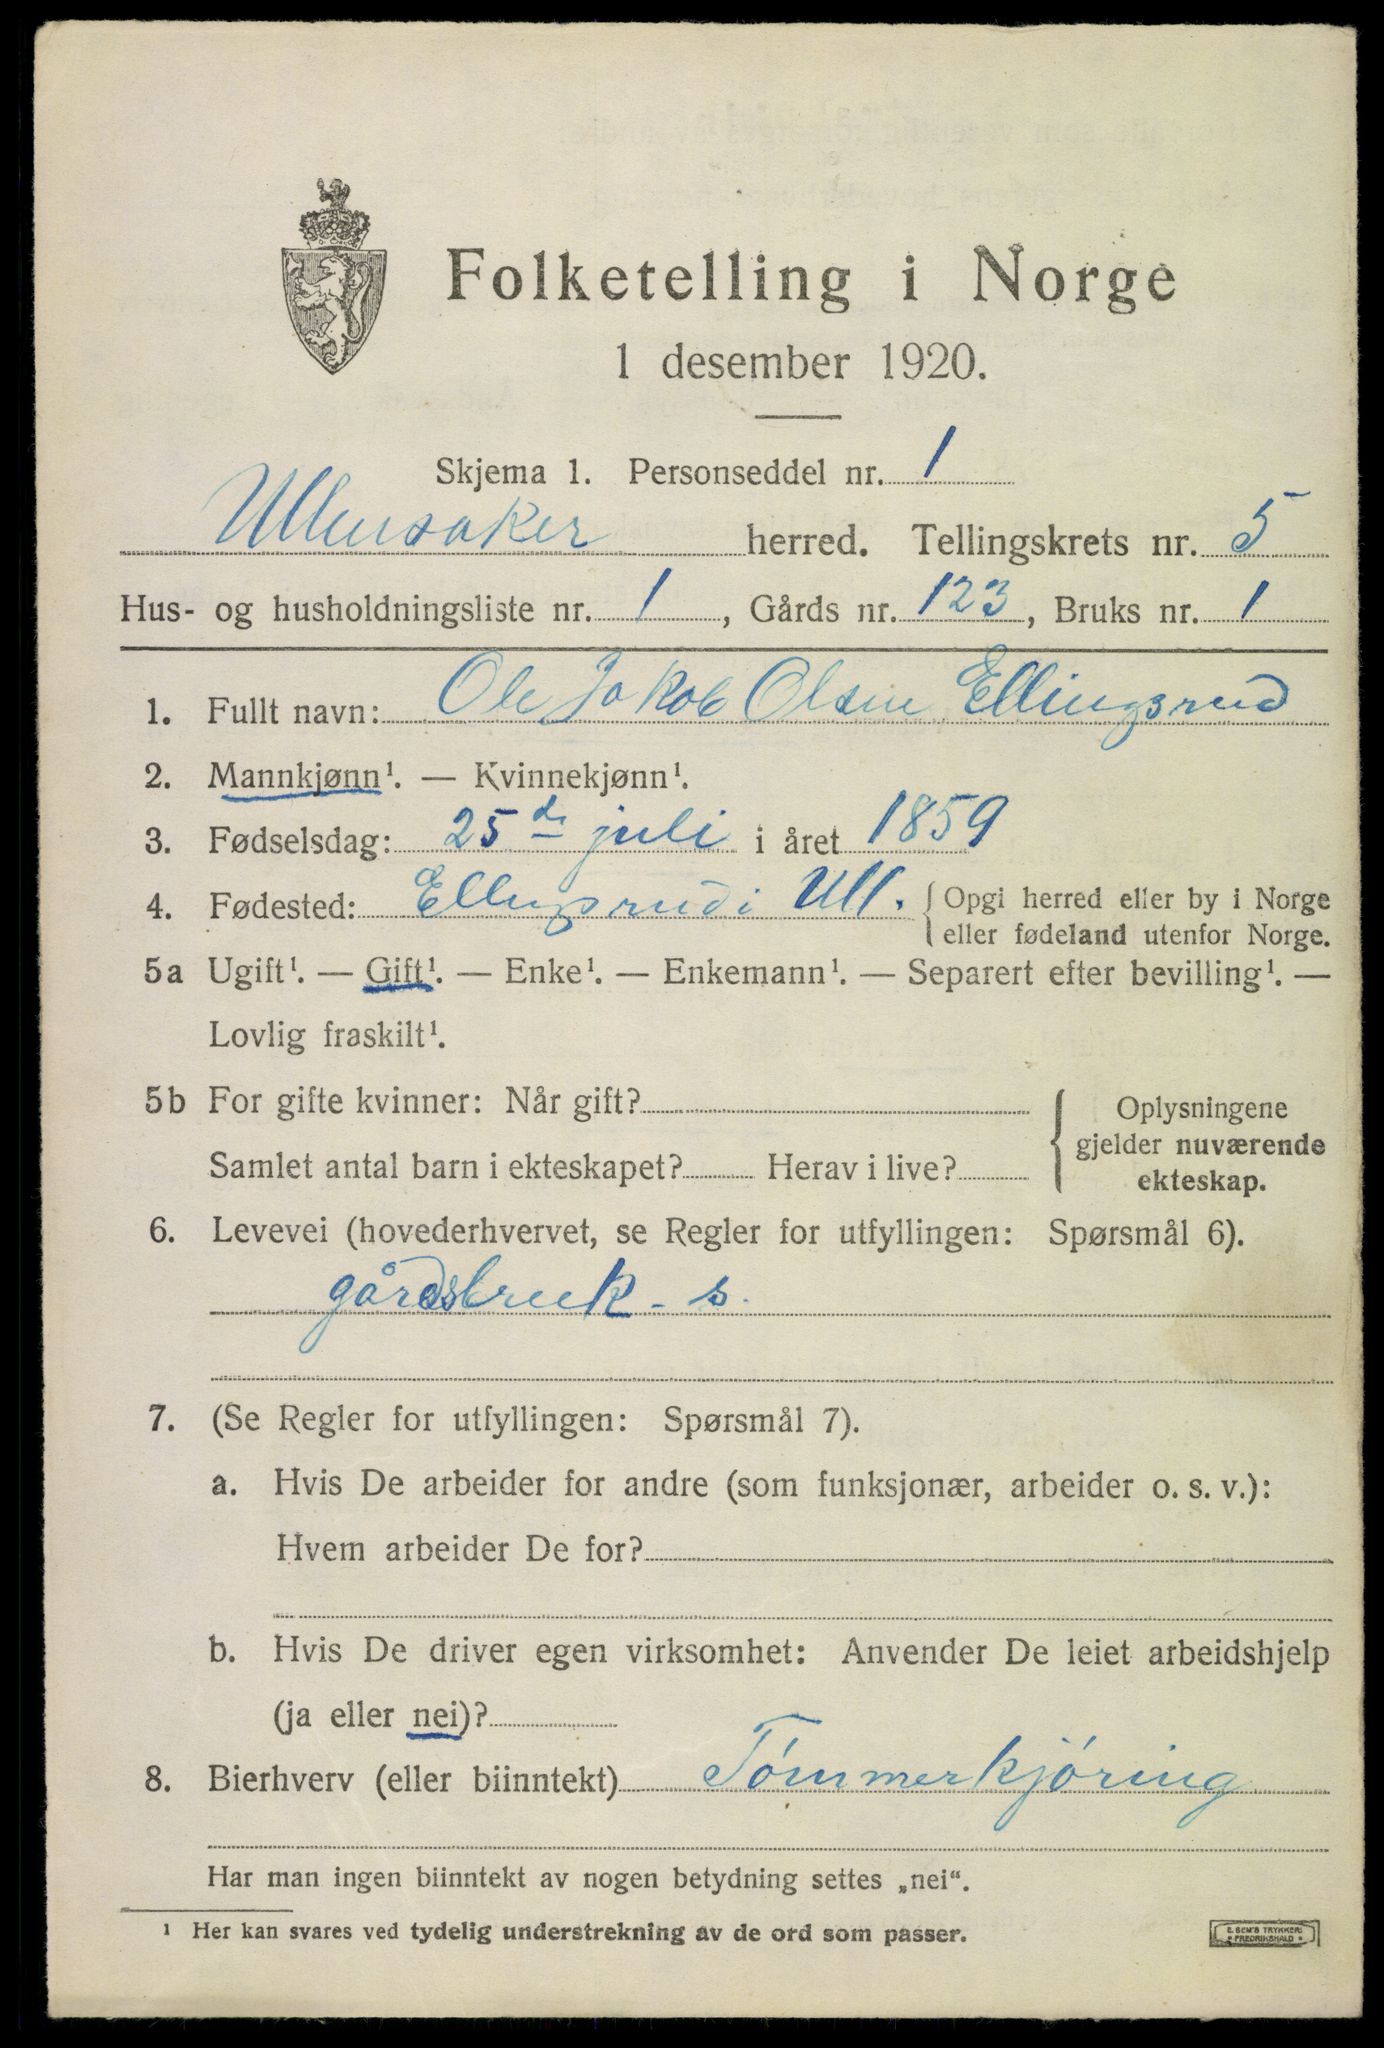 Folketelling i Norge
1 desember 1920.
Skjema 1. Personseddel nr. 1
Ullensaker herred. Tellingskrets nr. 5
Hus- og husholdningsliste nr. 1, Gårds nr. 123, Bruks nr. 1
1. Fullt navn: Ole Jakob Olsen Ellingsrud
2. Mannkjønn¹. — Kvinnekjønn¹.
3. Fødselsdag: 25de juli i året 1859
4. Fødested: Ellingsrud i Ull. { Opgi herred eller by i Norge
eller fødeland utenfor Norge.
5a Ugift¹. — Gift¹. — Enke¹. — Enkemann¹. — Separert efter bevilling¹. —
Lovlig fraskilt¹.
5b For gifte kvinner: Når gift?
Samlet antal barn i ekteskapet? Herav i live?
{ Oplysningene
gjelder nuværende
ekteskap.
6. Levevei (hovederhvervet, se Regler for utfyllingen: Spørsmål 6).
gårdsbruk - s.
7. (Se Regler for utfyllingen: Spørsmål 7).
a. Hvis De arbeider for andre (som funksjonær, arbeider o. s. v.):
Hvem arbeider De for?
b. Hvis De driver egen virksomhet: Anvender De leiet arbeidshjelp
(ja eller nei)?
8. Bierhverv (eller biinntekt) Tómmerkjóring
Har man ingen biinntekt av nogen betydning settes „nei“.
¹ Her kan svares ved tydelig understrekning av de ord som passer.
E. SEM'S TRYKKERI
FREDRIKSHALD